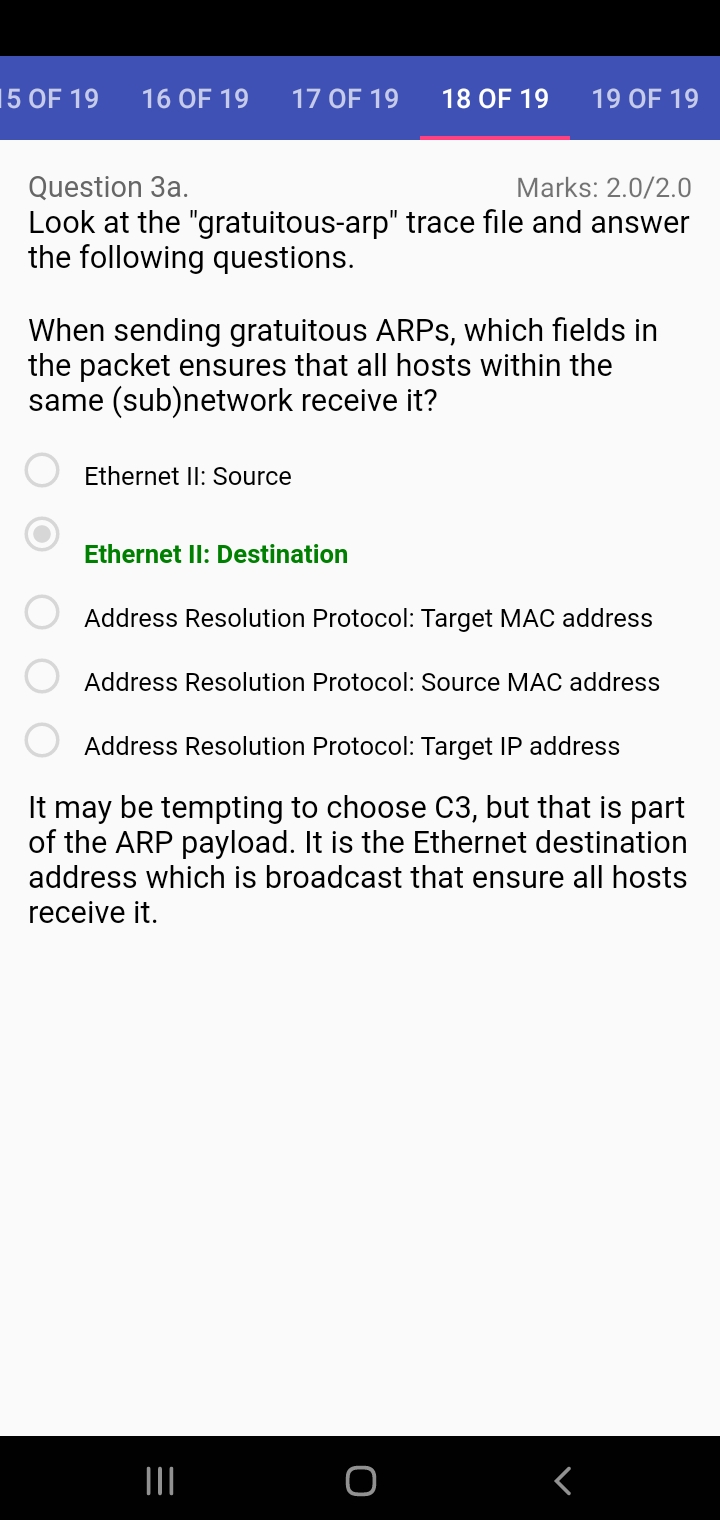 15 OF 19 16 OF 19 17 OF 19 18 OF 19 19 OF 19
Question 3a. Marks: 2.0/2.0
Look at the "gratuitous-arp" trace file and answer
the following questions.
When sending gratuitous ARPs, which fields in
the packet ensures that all hosts within the
same (sub)network receive it?
Ethernet II: Source
Ethernet II: Destination
Address Resolution Protocol: Target MAC address
Address Resolution Protocol: Source MAC address
Address Resolution Protocol: Target IP address
It may be tempting to choose C3, but that is part
of the ARP payload. It is the Ethernet destination
address which is broadcast that ensure all hosts
receive it.